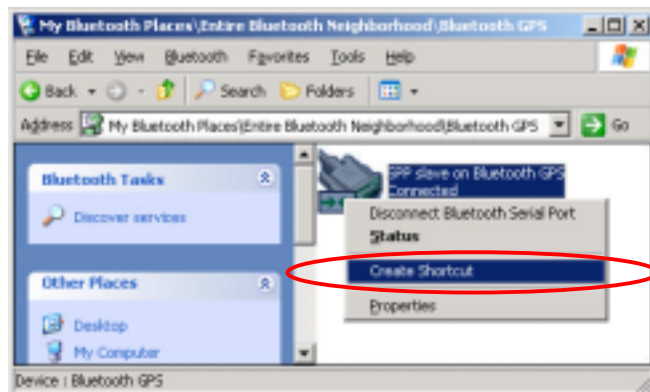 My Bluetooth Places\Entire Bluetooth Neighborhood\Bluetooth GPS
File Edit View Bluetooth Favorites Tools Help
Back Search Folders
Address My Bluetooth Places\Entire Bluetooth Neighborhood\Bluetooth GPS Go
Bluetooth Tasks
Discover services
Other Places
Desktop
My Computer
SPP slave on Bluetooth GPS
Connected
Disconnect Bluetooth Serial Port
Status
Create Shortcut
Properties
Device : Bluetooth GPS